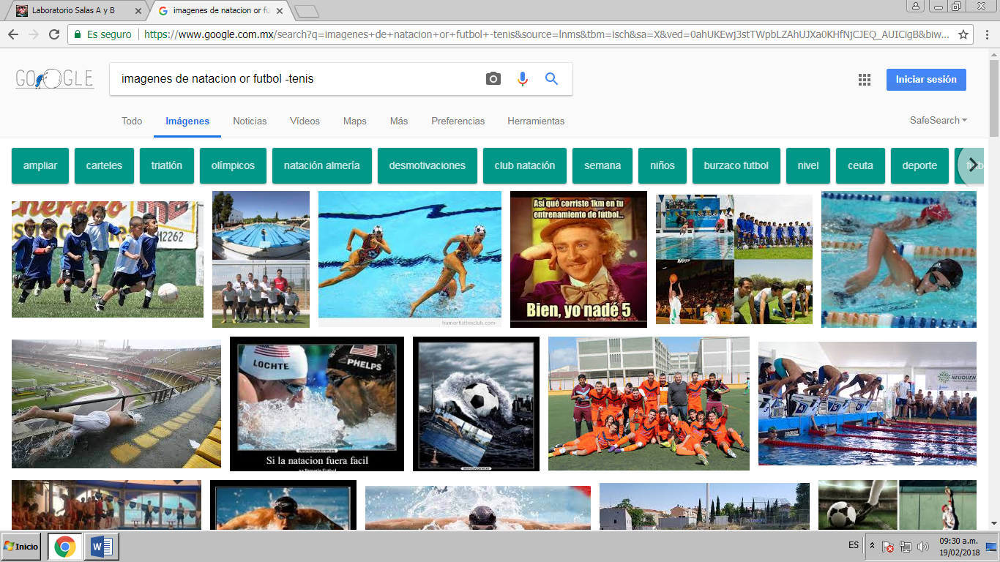 Laboratorio Salas A y B
imagenes de natacion or fu
Es seguro
https://www.google.com.mx/search?q=imagenes+de+natacion+or+futbol+-tenis&source=lnms&tbm=isch&sa=X&ved=0ahUKEwj3stTWpbLZAhUJXa0KHfNjCJEQ_AUICigB&biw...
GOOGLE
imagenes de natacion or futbol -tenis
Iniciar sesión
Todo
Imágenes
Noticias
Vídeos
Maps
Más
Preferencias
Herramientas
SafeSearch
ampliar
carteles
triatlón
olímpicos
natación almería
desmotivaciones
club natación
semana
niños
burzaco futbol
nivel
ceuta
deporte
12262
humorfutbolclub.com
Así qué corriste 1km en tu
entrenamiento de fútbol...
Bien, yo nadé 5
LOCHTE
PHELPS
Si la natacion fuera facil
se llamaria Futbol
NEUQUEN
Inicio
ES
09:30 a.m.
19/02/2018